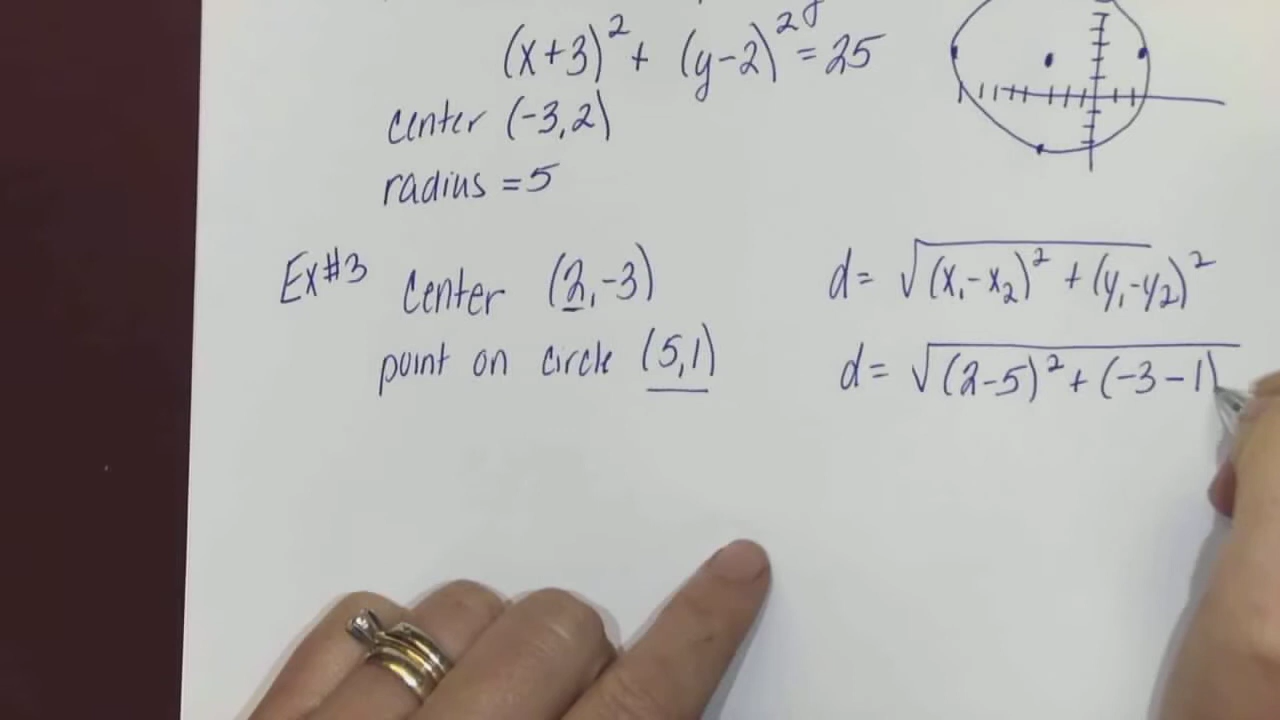 (x+3)² + (y-2)² = 25
center (-3,2)
radius = 5
Ex#3 Center (2,-3)
point on circle (5,1)
d = √(x₁-x₂)² + (y₁-y₂)²
d = √(2-5)² + (-3-1)